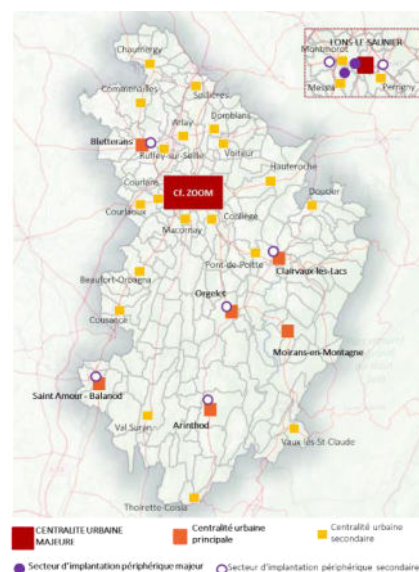 LONS-LE-SAUNIER
Montmorot
Messia
Perrigny
Chaumergy
Commenailles
Sellières
Arlay
Domblans
Bletterans
Ruffey-sur-Seille
Voiteur
Hauteroche
Courlans
Cf. ZOOM
Doucier
Courlaoux
Macornay
Conliège
Pont-de-Poitte
Clairvaux-les-Lacs
Beaufort-Orbagna
Orgelet
Cousance
Moirans-en-Montagne
Saint Amour - Balanod
Arinthod
Val Suran
Vaux-lès-St-Claude
Thoirette-Coisia
CENTRALITE URBAINE
MAJEURE
Centralité urbaine
principale
Centralité urbaine
secondaire
Secteur d'implantation périphérique majeur
Secteur d'implantation périphérique secondaire